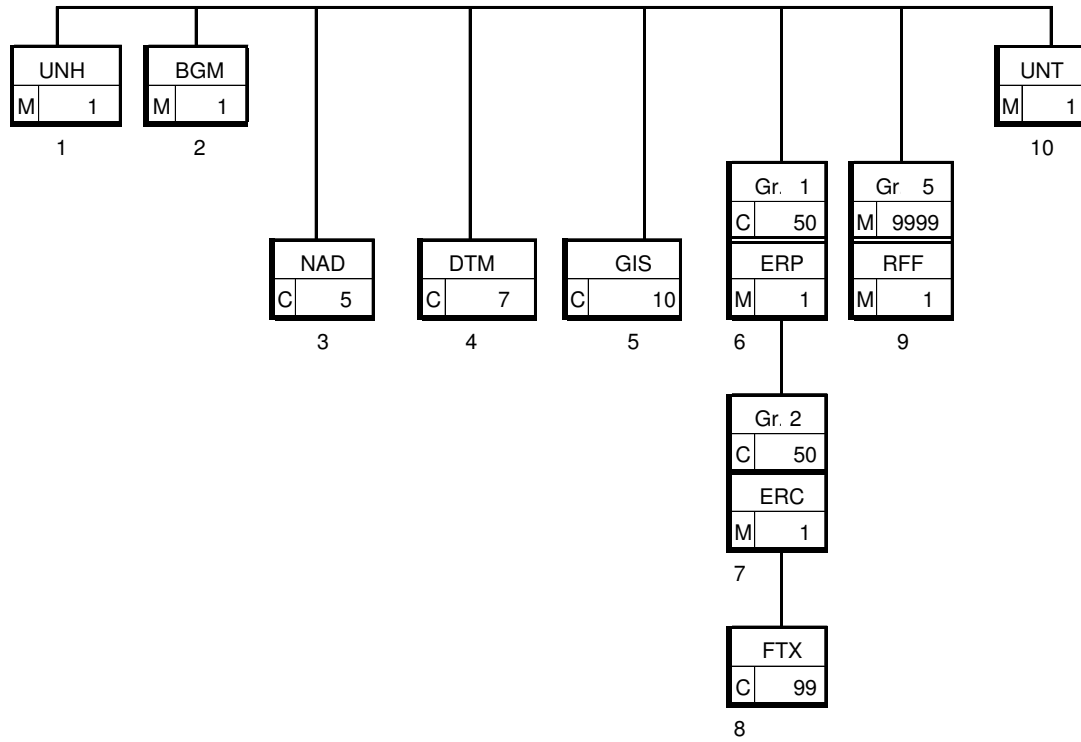 UNH
M 1
1
BGM
M 1
2
UNT
M 1
10
NAD
C 5
3
DTM
C 7
4
GIS
C 10
5
Gr. 1
C 50
ERP
M 1
6
Gr 5
M 9999
RFF
M 1
9
Gr. 2
C 50
ERC
M 1
7
FTX
C 99
8